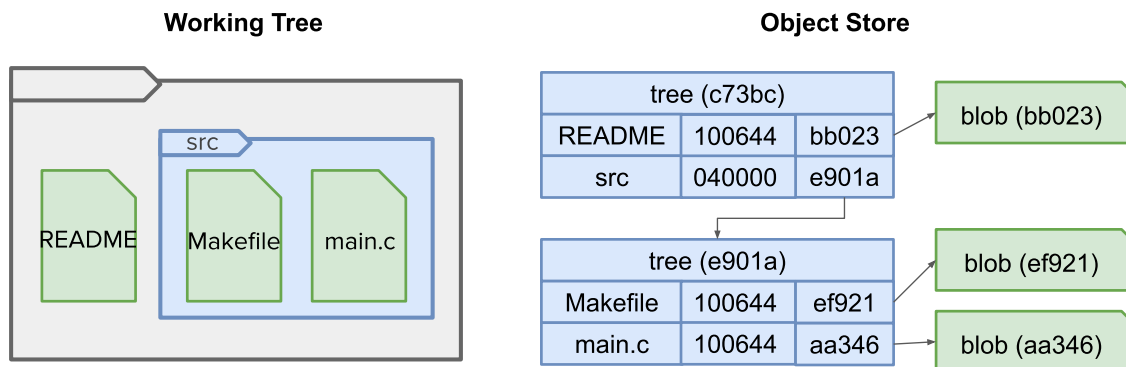 Working Tree
src
README
Makefile
main.c
Object Store
tree (c73bc)
README 100644 bb023
src 040000 e901a
blob (bb023)
tree (e901a)
Makefile 100644 ef921
main.c 100644 aa346
blob (ef921)
blob (aa346)